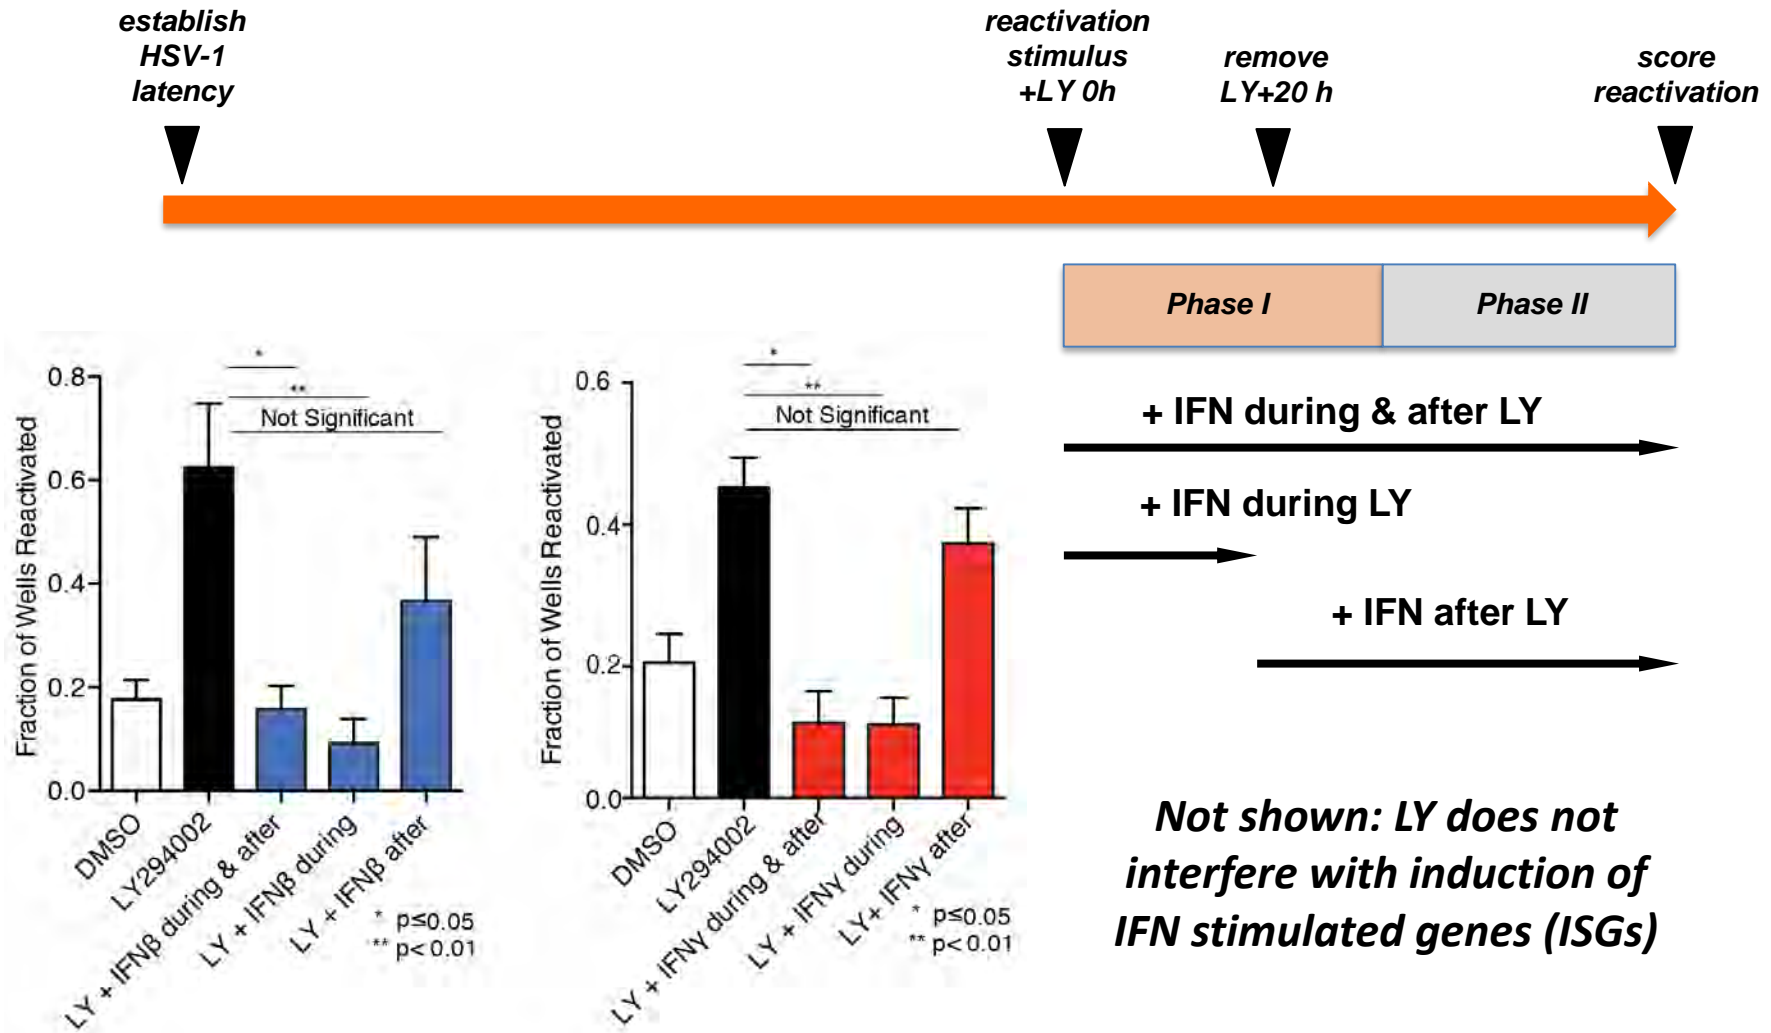 establish
HSV-1
latency
reactivation
stimulus
+LY 0h
remove
LY+20 h
score
reactivation
Phase I
Phase II
+ IFN during & after LY
+ IFN during LY
+ IFN after LY
Not shown: LY does not
interfere with induction of
IFN stimulated genes (ISGs)
Fraction of Wells Reactivated
0.8
0.6
0.4
0.2
0.0
*
**
Not Significant
DMSO
LY294002
LY + IFNβ during & after
LY + IFNβ during
LY + IFNβ after
* p≤0.05
** p< 0.01
Fraction of Wells Reactivated
0.6
0.4
0.2
0.0
*
**
Not Significant
DMSO
LY294002
LY + IFNγ during & after
LY + IFNγ during
LY+ IFNγ after
* p≤0.05
** p< 0.01